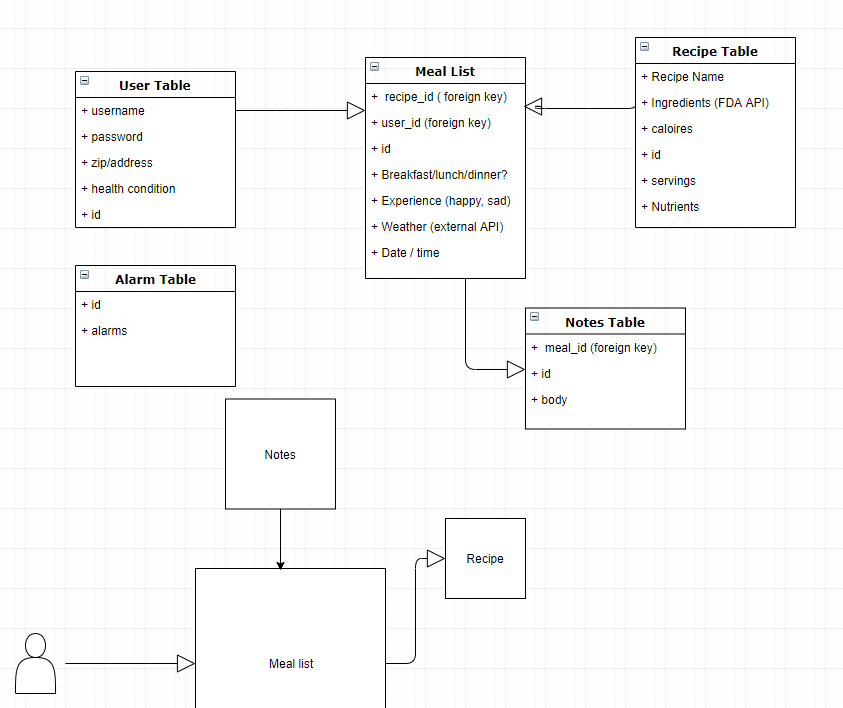 User Table
+ username
+ password
+ zip/address
+ health condition
+ id
Meal List
+ recipe_id ( foreign key)
+ user_id (foreign key)
+ id
+ Breakfast/lunch/dinner?
+ Experience (happy, sad)
+ Weather (external API)
+ Date / time
Recipe Table
+ Recipe Name
+ Ingredients (FDA API)
+ caloires
+ id
+ servings
+ Nutrients
Alarm Table
+ id
+ alarms
Notes Table
+ meal_id (foreign key)
+ id
+ body
Notes
Recipe
Meal list